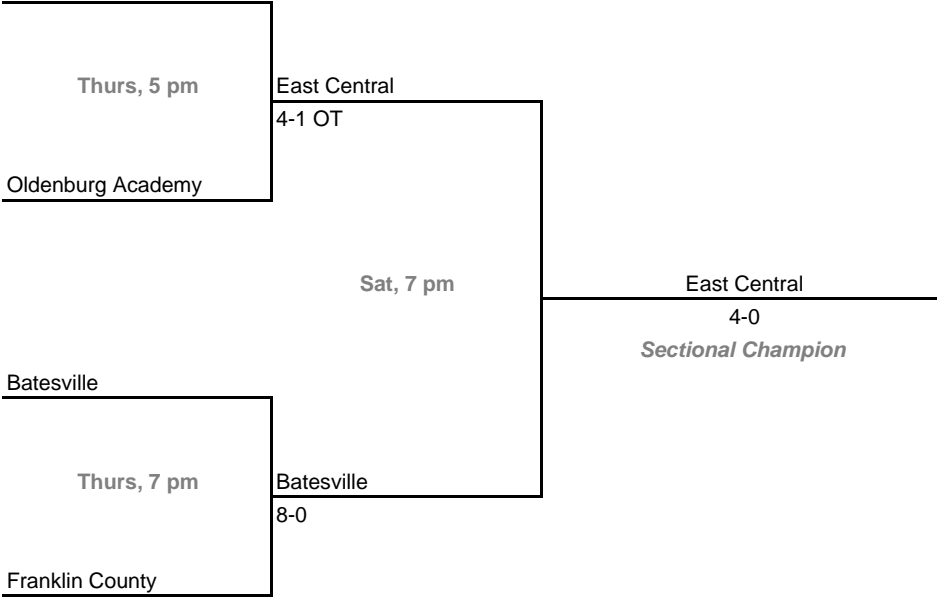 Thurs, 5 pm
East Central
4-1 OT
Oldenburg Academy
Sat, 7 pm
East Central
4-0
Sectional Champion
Batesville
Thurs, 7 pm
Batesville
8-0
Franklin County